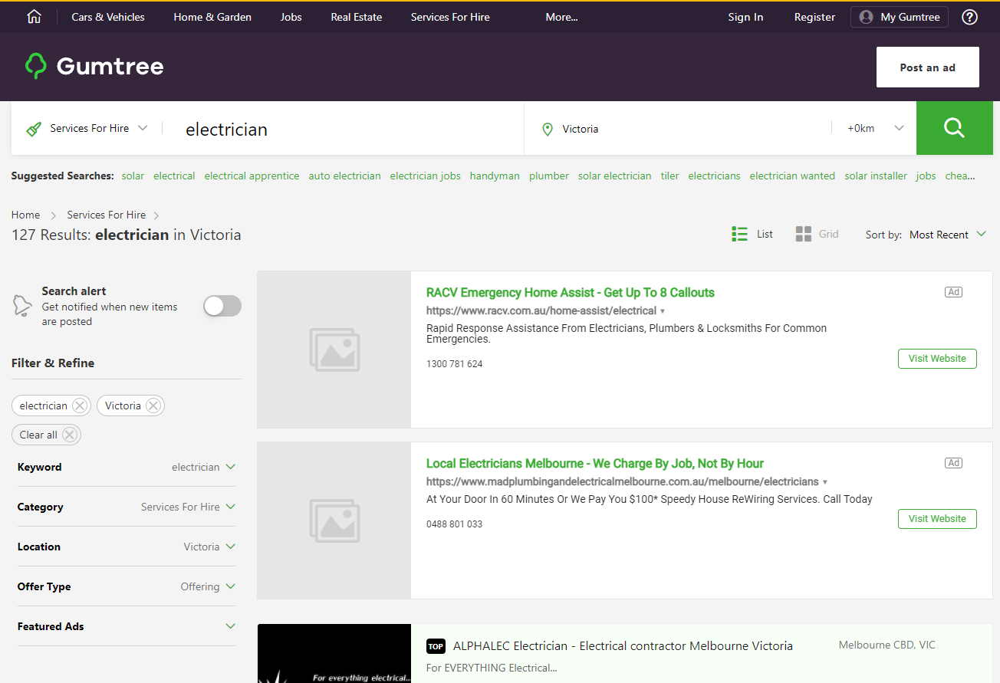 Cars & Vehicles Home & Garden Jobs Real Estate Services For Hire More... Sign In Register My Gumtree ?
Gumtree
Post an ad
Services For Hire electrician Victoria +0km
Suggested Searches: solar electrical electrical apprentice auto electrician electrician jobs handyman plumber solar electrician tiler electricians electrician wanted solar installer jobs chea...
Home Services For Hire
127 Results: electrician in Victoria
List Grid Sort by: Most Recent
Search alert
Get notified when new items
are posted
Filter & Refine
electrician Victoria
Clear all
Keyword electrician
Category Services For Hire
Location Victoria
Offer Type Offering
Featured Ads
RACV Emergency Home Assist - Get Up To 8 Callouts Ad
https://www.racv.com.au/home-assist/electrical
Rapid Response Assistance From Electricians, Plumbers & Locksmiths For Common
Emergencies.
1300 781 624
Visit Website
Local Electricians Melbourne - We Charge By Job, Not By Hour Ad
https://www.madplumbingandelectricalmelbourne.com.au/melbourne/electricians
At Your Door In 60 Minutes Or We Pay You $100* Speedy House ReWiring Services. Call Today
0488 801 033
Visit Website
TOP ALPHALEC Electrician - Electrical contractor Melbourne Victoria Melbourne CBD, VIC
For EVERYTHING Electrical...
For everything electrical...